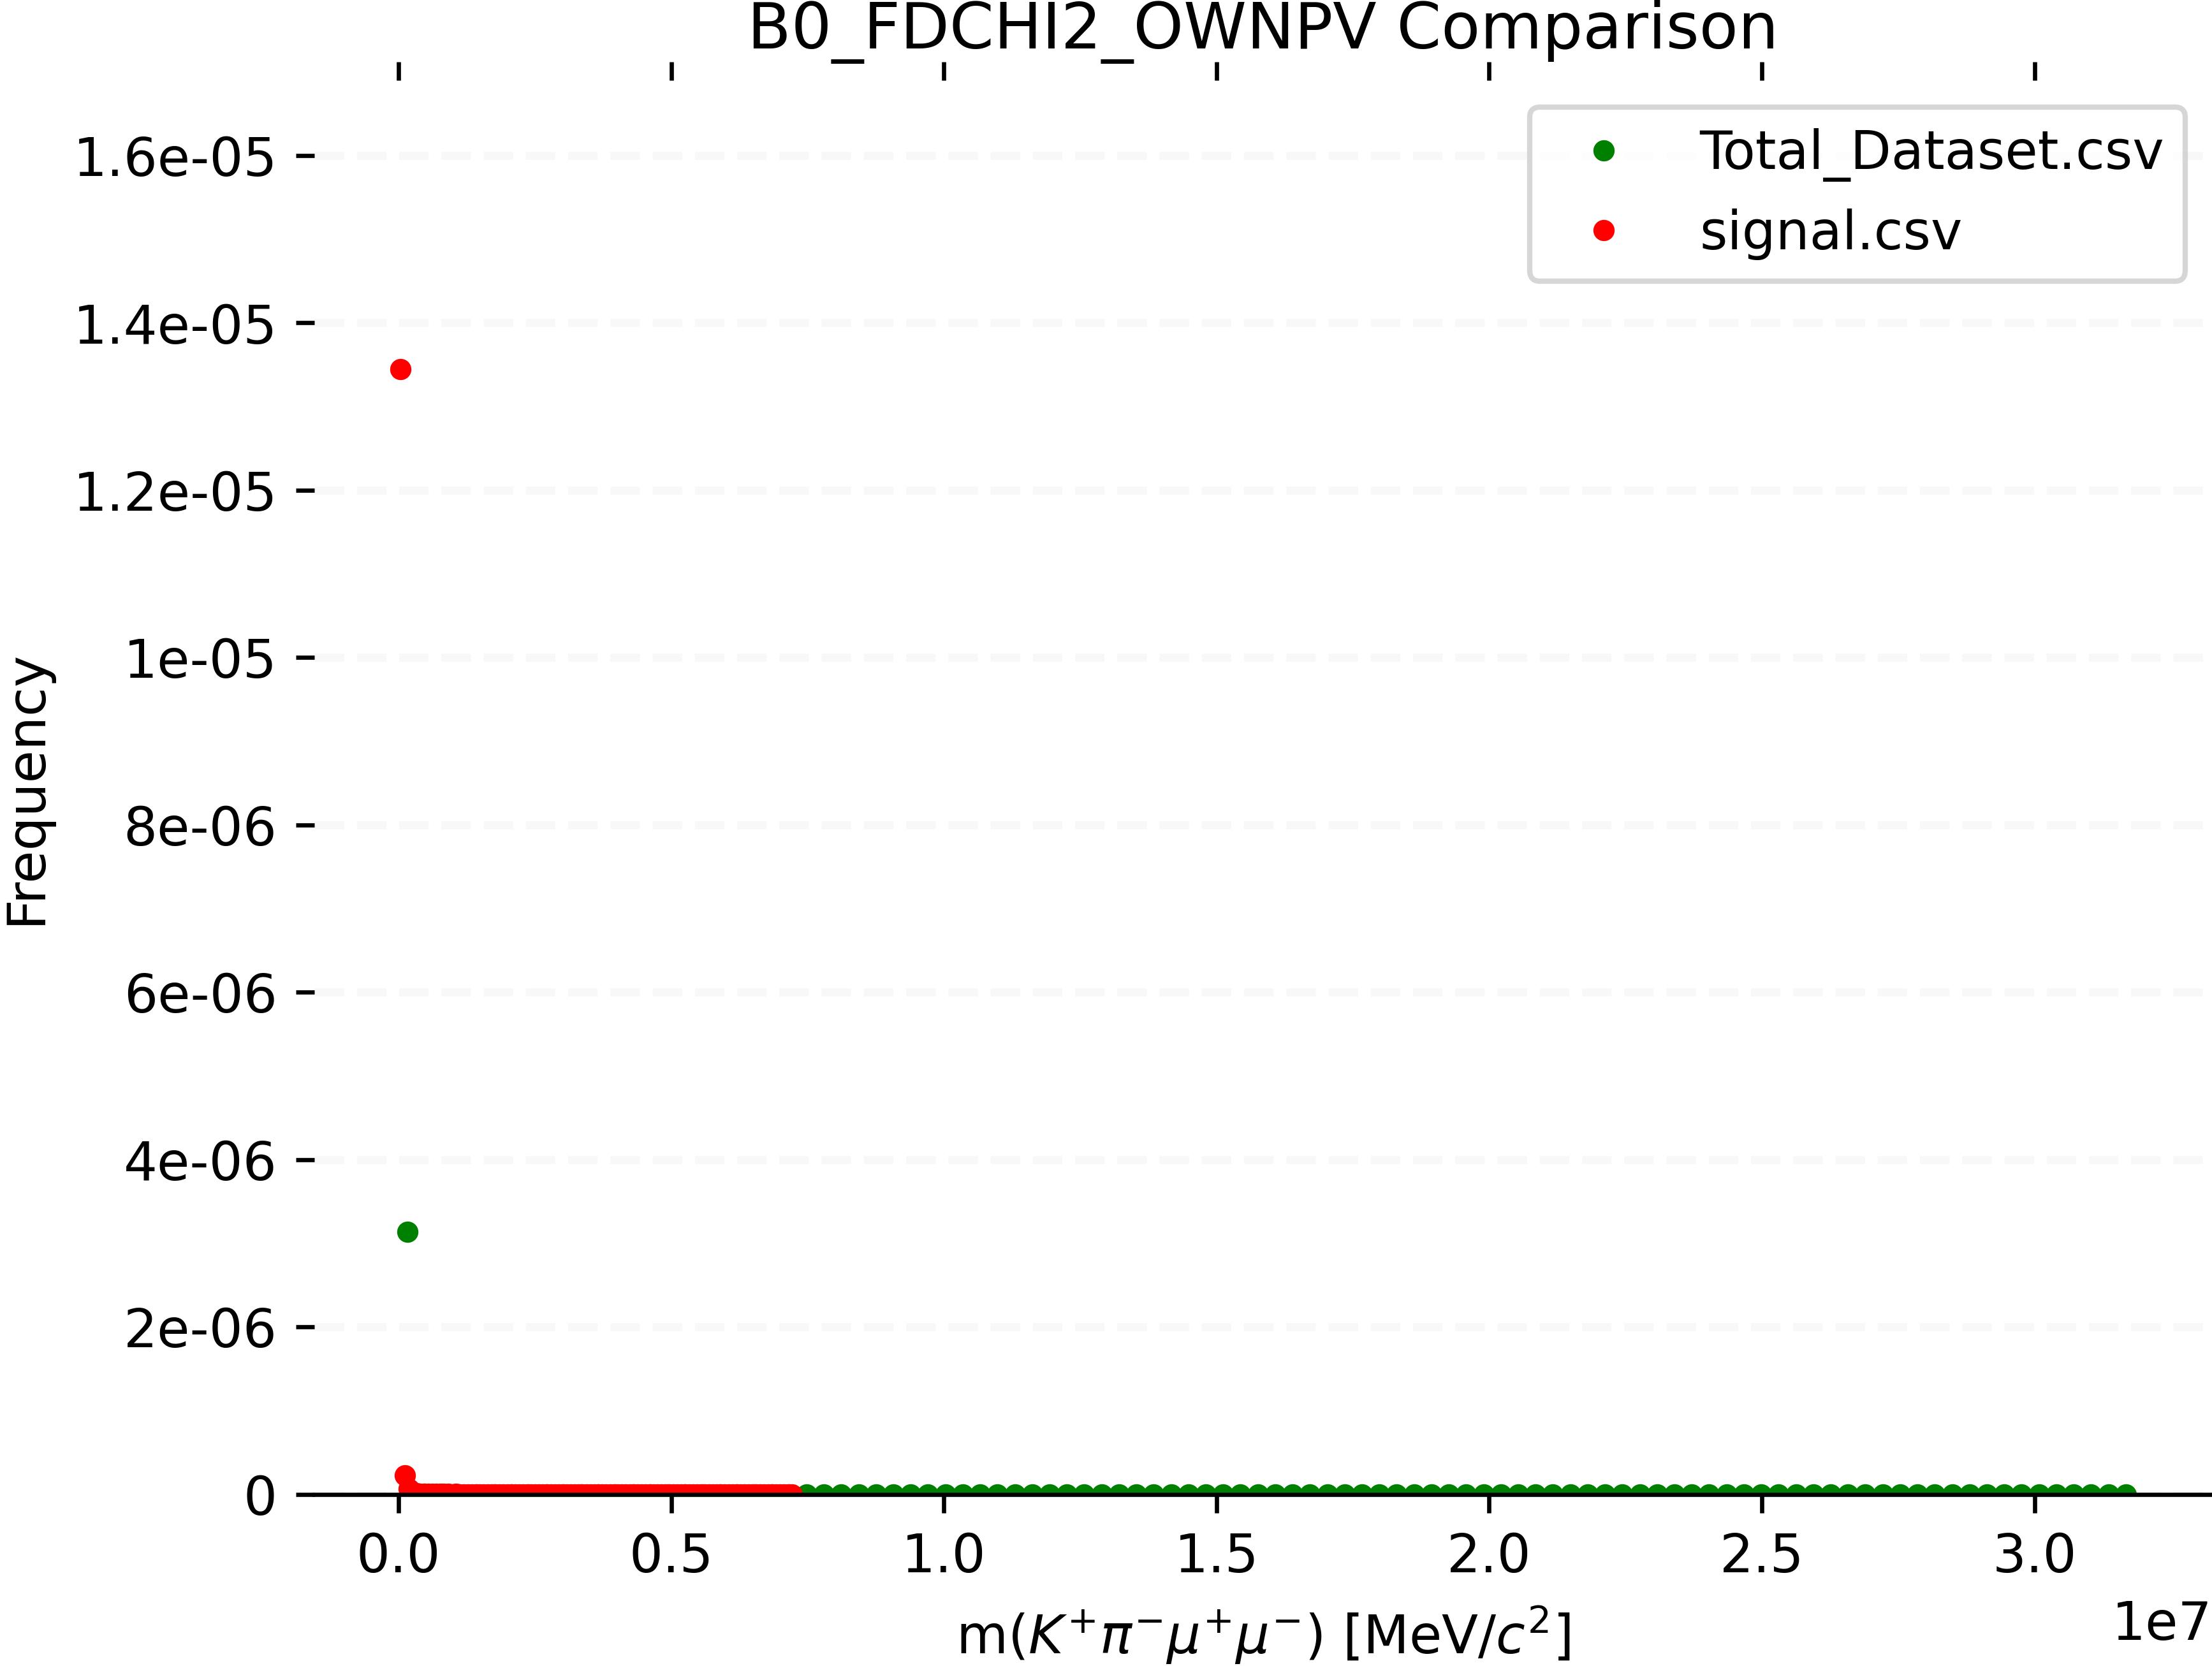 B0_FDCHI2_OWNPV Comparison
Total_Dataset.csv
signal.csv
1.6e-05
1.4e-05
1.2e-05
1e-05
8e-06
6e-06
4e-06
2e-06
0
Frequency
0.0 0.5 1.0 1.5 2.0 2.5 3.0
1e7
m(K⁺π⁻μ⁺μ⁻) [MeV/c²]